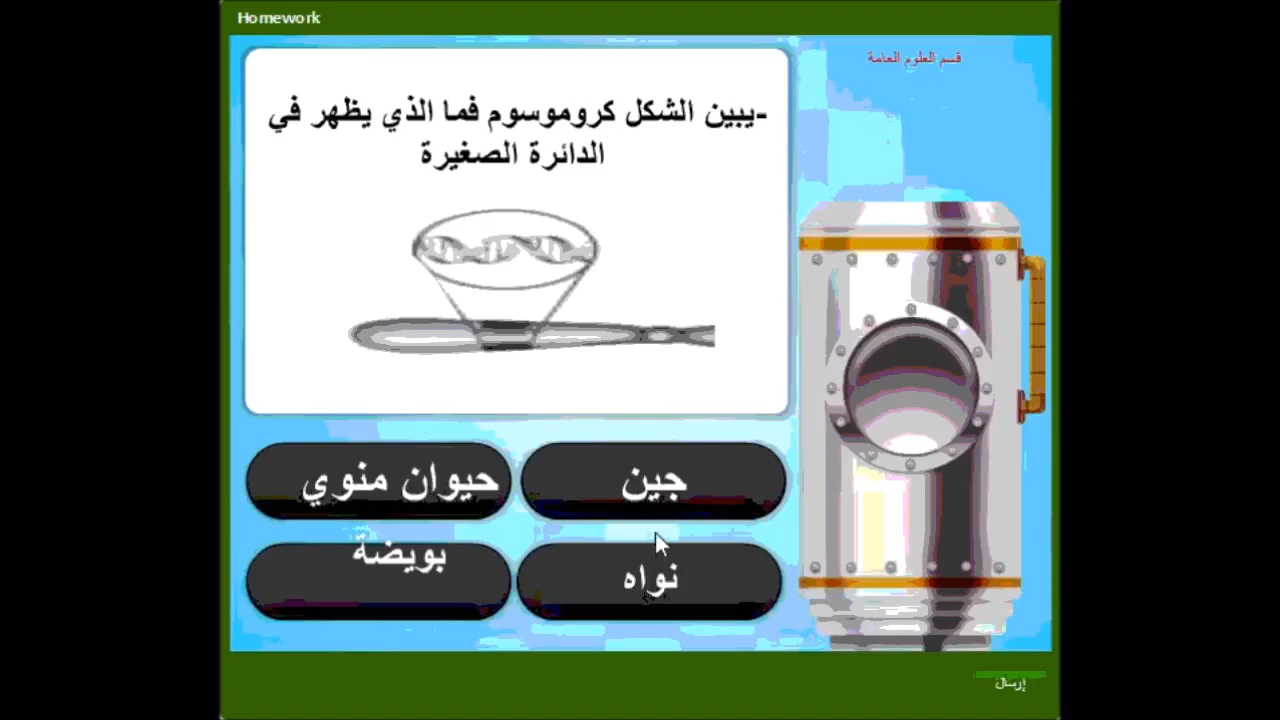 Homework
قسم العلوم العامة
-يبين الشكل كروموسوم فما الذي يظهر في
الدائرة الصغيرة
جين
حيوان منوي
نواه
بويضة
إرسال